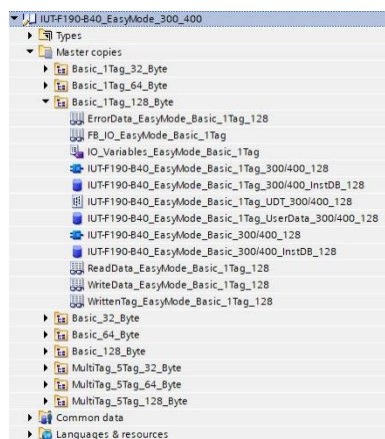 IUT-F190-B40_EasyMode_300_400
Types
Master copies
Basic_1Tag_32_Byte
Basic_1Tag_64_Byte
Basic_1Tag_128_Byte
ErrorData_EasyMode_Basic_1Tag_128
FB_IO_EasyMode_Basic_1Tag
IO_Variables_EasyMode_Basic_1Tag
IUT-F190-B40_EasyMode_Basic_1Tag_300/400_128
IUT-F190-B40_EasyMode_Basic_1Tag_300/400_InstDB_128
IUT-F190-B40_EasyMode_Basic_1Tag_UDT_300/400_128
IUT-F190-B40_EasyMode_Basic_1Tag_UserData_300/400_128
IUT-F190-B40_EasyMode_Basic_300/400_128
IUT-F190-B40_EasyMode_Basic_300/400_InstDB_128
ReadData_EasyMode_Basic_1Tag_128
WriteData_EasyMode_Basic_1Tag_128
WrittenTag_EasyMode_Basic_1Tag_128
Basic_32_Byte
Basic_64_Byte
Basic_128_Byte
MultiTag_5Tag_32_Byte
MultiTag_5Tag_64_Byte
MultiTag_5Tag_128_Byte
Common data
Languages & resources